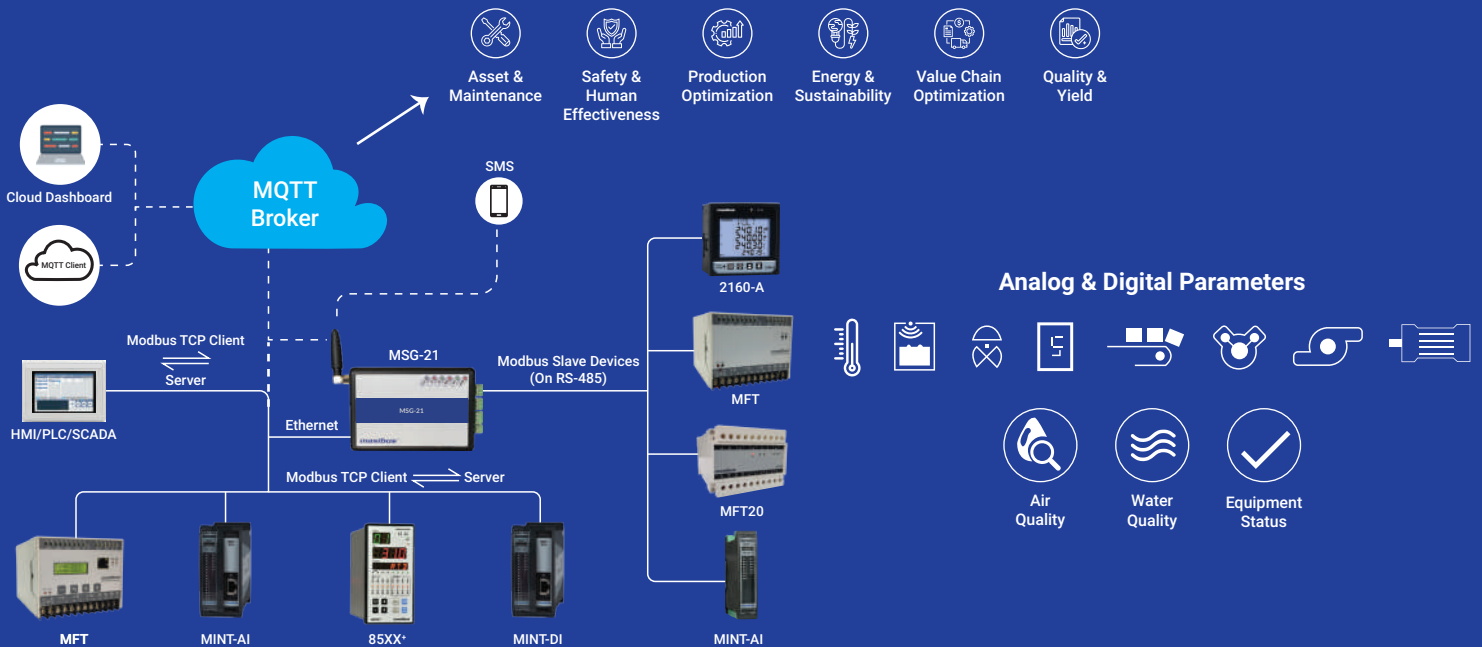 Asset &
Maintenance
Safety &
Human
Effectiveness
Production
Optimization
Energy &
Sustainability
Value Chain
Optimization
Quality &
Yield
Cloud Dashboard
MQTT
Broker
SMS
MQTT Client
2160-A
Analog & Digital Parameters
Modbus TCP Client
Server
MSG-21
Modbus Slave Devices
(On RS-485)
MFT
HMI/PLC/SCADA
MSG-21
masibus
Ethernet
Modbus TCP Client
Server
MFT20
Air
Quality
Water
Quality
Equipment
Status
MFT
MINT-AI
85XX+
MINT-DI
MINT-AI